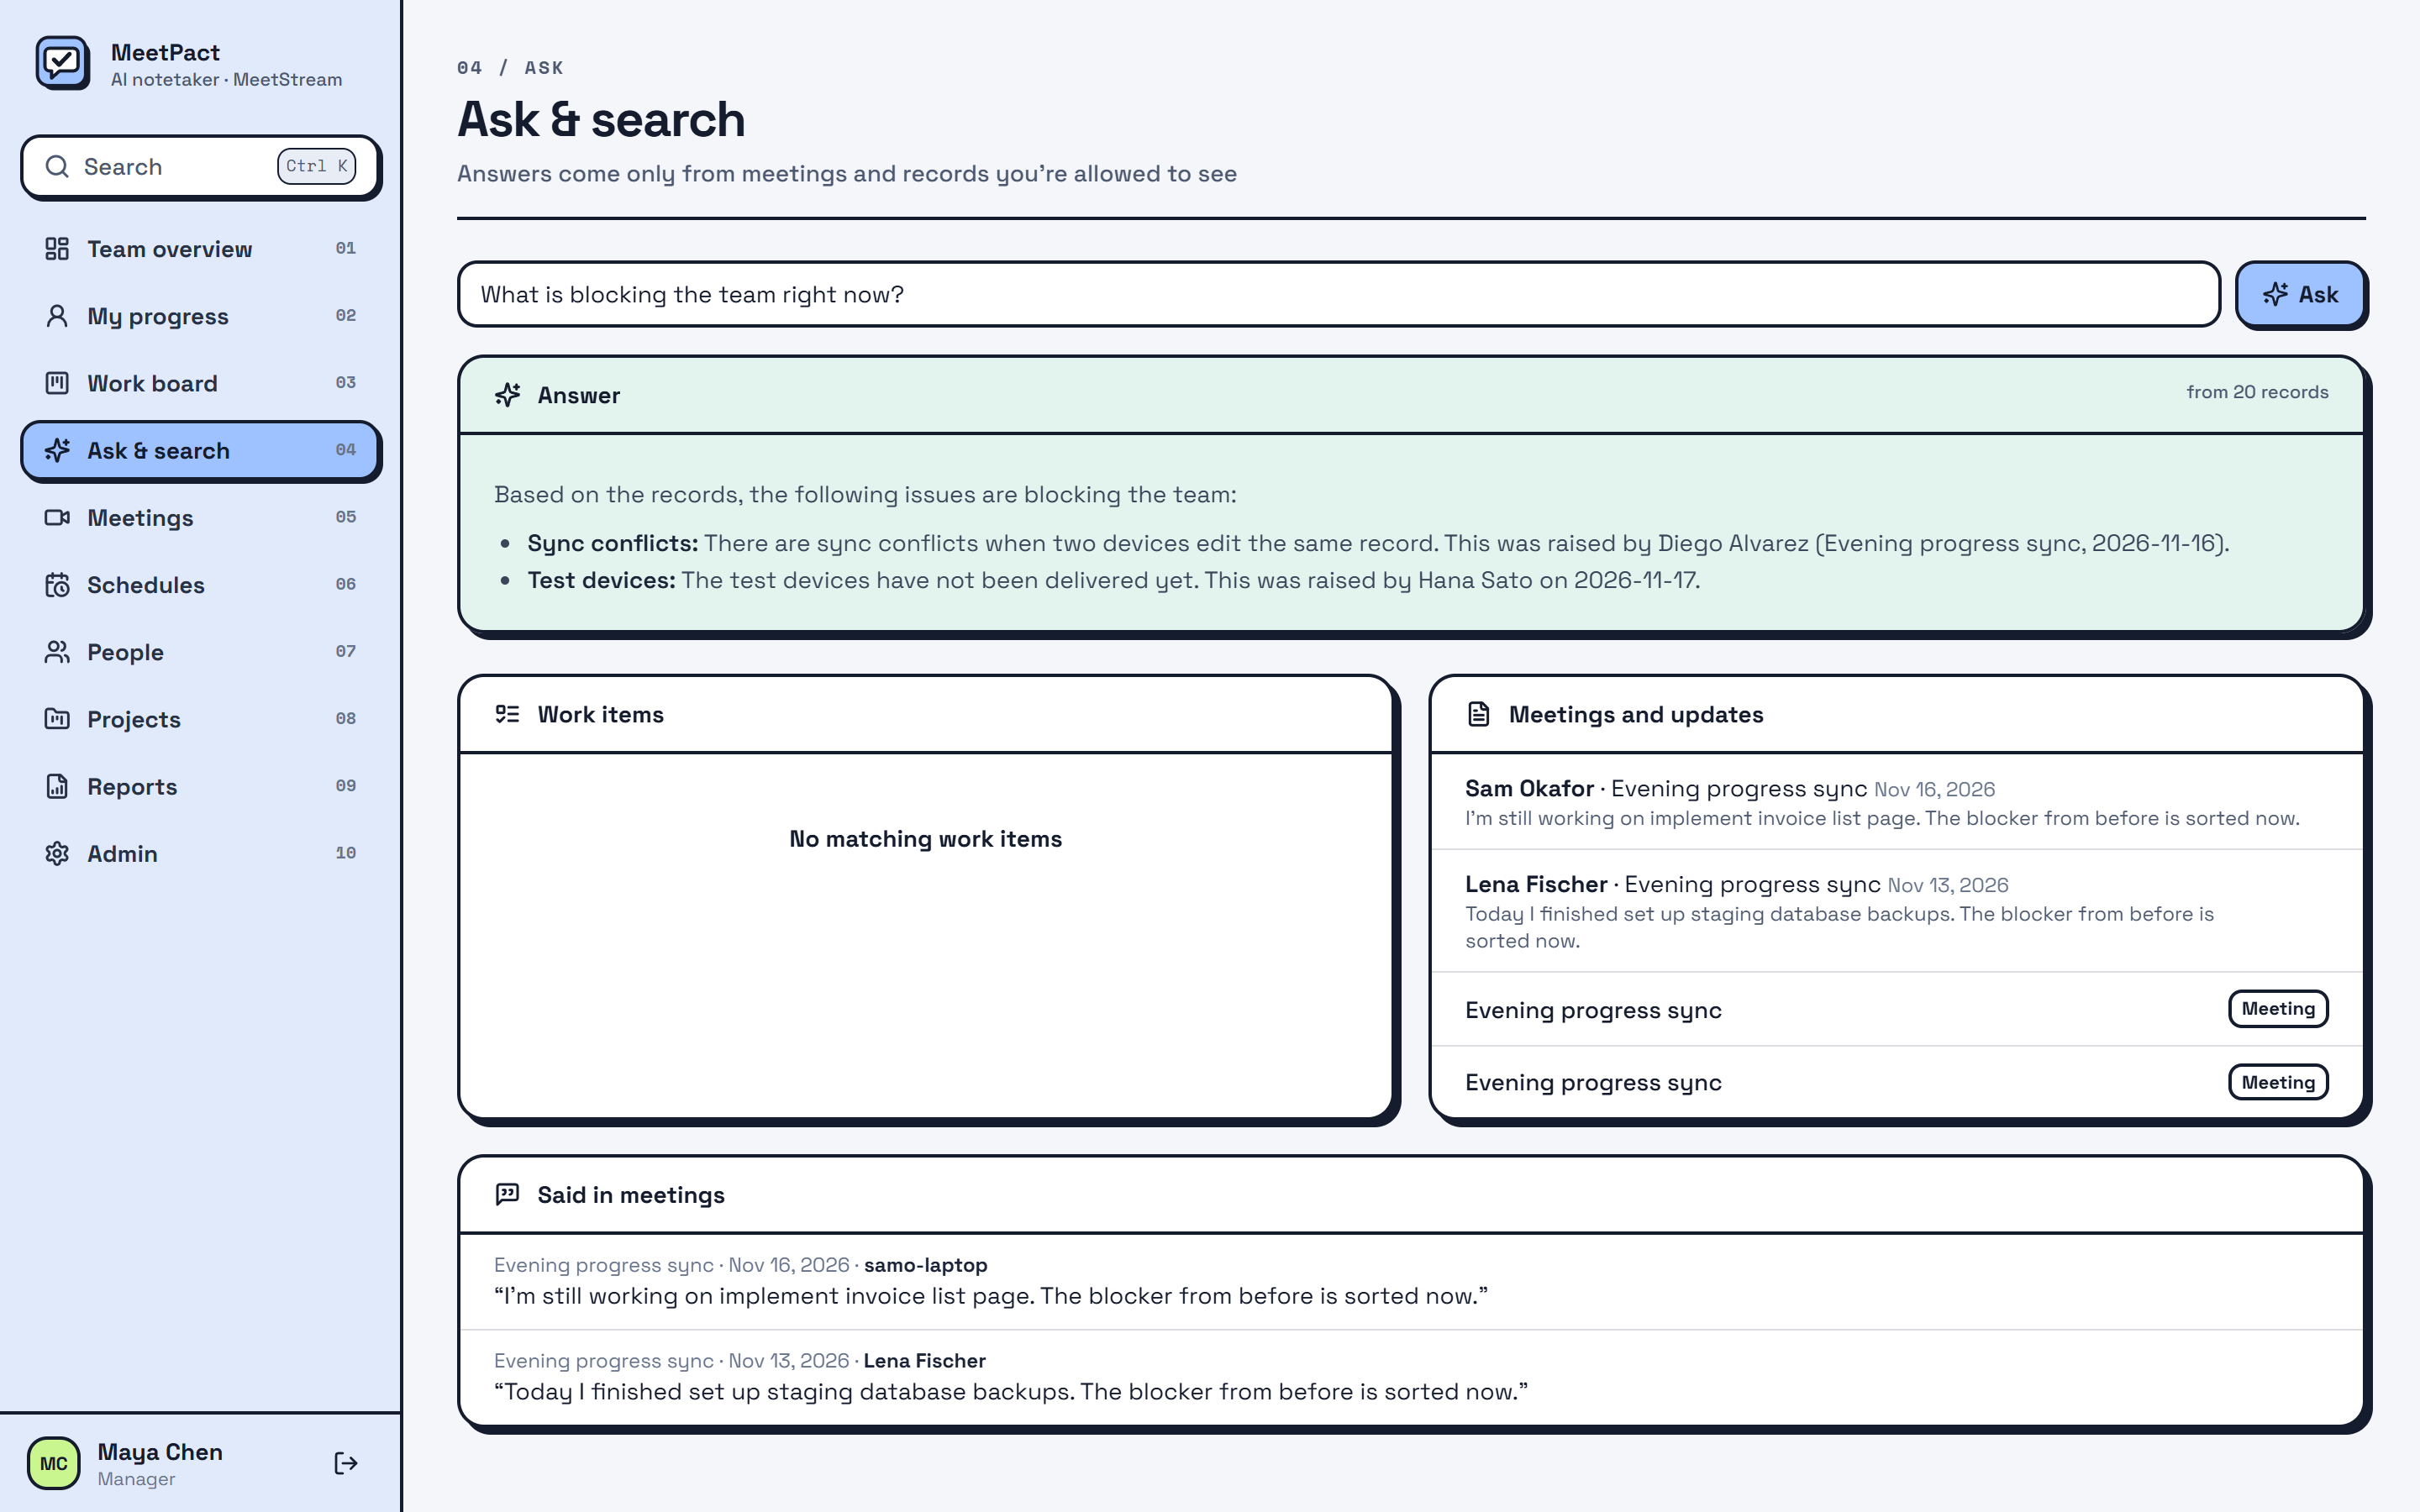 MeetPact
AI notetaker · MeetStream
Search
Ctrl K
Team overview 01
My progress 02
Work board 03
Ask & search 04
Meetings 05
Schedules 06
People 07
Projects 08
Reports 09
Admin 10
MC
Maya Chen
Manager
04 / ASK
Ask & search
Answers come only from meetings and records you’re allowed to see
What is blocking the team right now?
Ask
Answer
from 20 records
Based on the records, the following issues are blocking the team:
• Sync conflicts: There are sync conflicts when two devices edit the same record. This was raised by Diego Alvarez (Evening progress sync, 2026-11-16).
• Test devices: The test devices have not been delivered yet. This was raised by Hana Sato on 2026-11-17.
Work items
No matching work items
Meetings and updates
Sam Okafor · Evening progress sync Nov 16, 2026
I’m still working on implement invoice list page. The blocker from before is sorted now.
Lena Fischer · Evening progress sync Nov 13, 2026
Today I finished set up staging database backups. The blocker from before is
sorted now.
Evening progress sync Meeting
Evening progress sync Meeting
Said in meetings
Evening progress sync · Nov 16, 2026 · samo-laptop
“I’m still working on implement invoice list page. The blocker from before is sorted now.”
Evening progress sync · Nov 13, 2026 · Lena Fischer
“Today I finished set up staging database backups. The blocker from before is sorted now.”